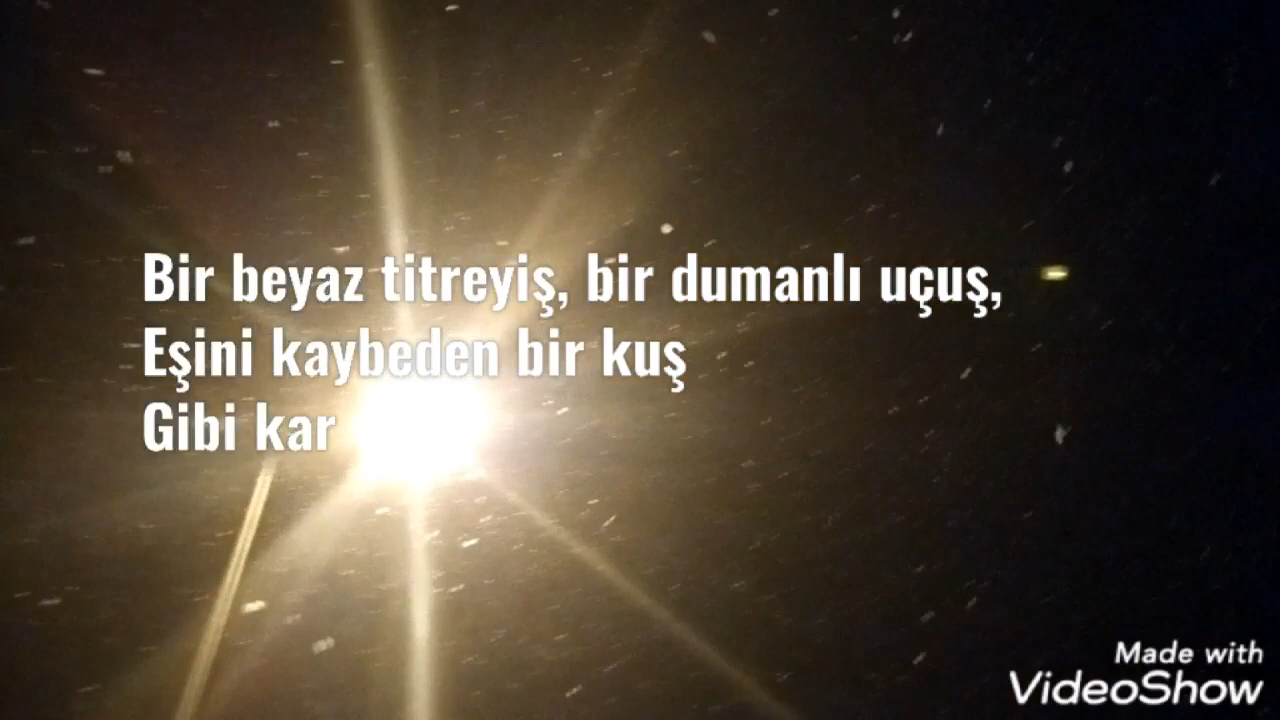 Bir beyaz titreyiş, bir dumanlı uçuş,
Eşini kaybeden bir kuş
Gibi kar
Made with
VideoShow